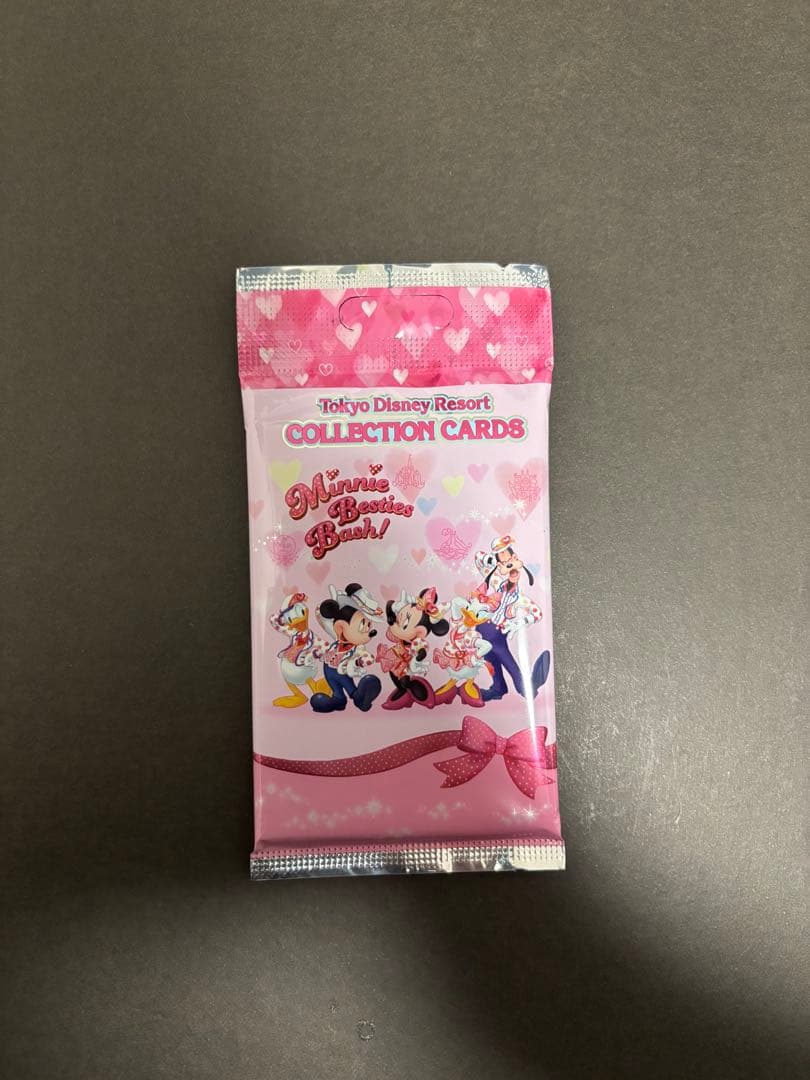 Tokyo Disney Resort
COLLECTION CARDS
Minnie
Besties
Bash!